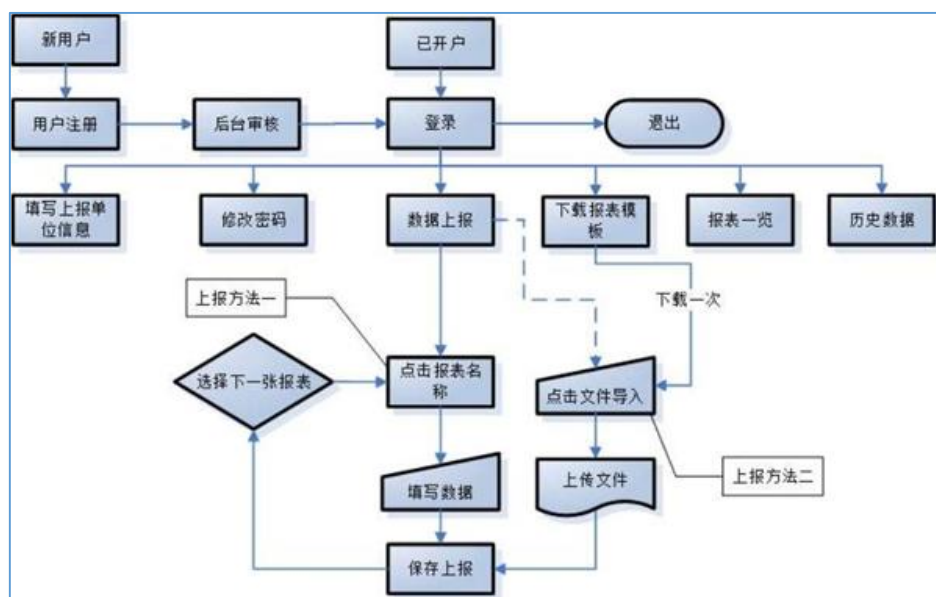 新用户
已开户
用户注册
后台审核
登录
退出
填写上报单
位信息
修改密码
数据上报
下载报表模
板
报表一览
历史数据
上报方法一
下载一次
选择下一张报表
点击报表名
称
点击文件导入
填写数据
上传文件
上报方法二
保存上报